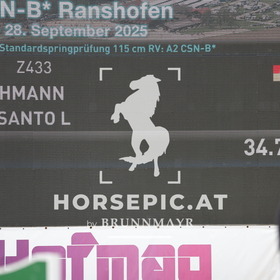 N-B* Ranshofen
28. September 2025
Standardspringprüfung 115 cm RV: A2 CSN-B*
Z433
HMANN
SANTO L
34.7
HORSEPIC.AT
by BRUNNMAYR
Hofmag